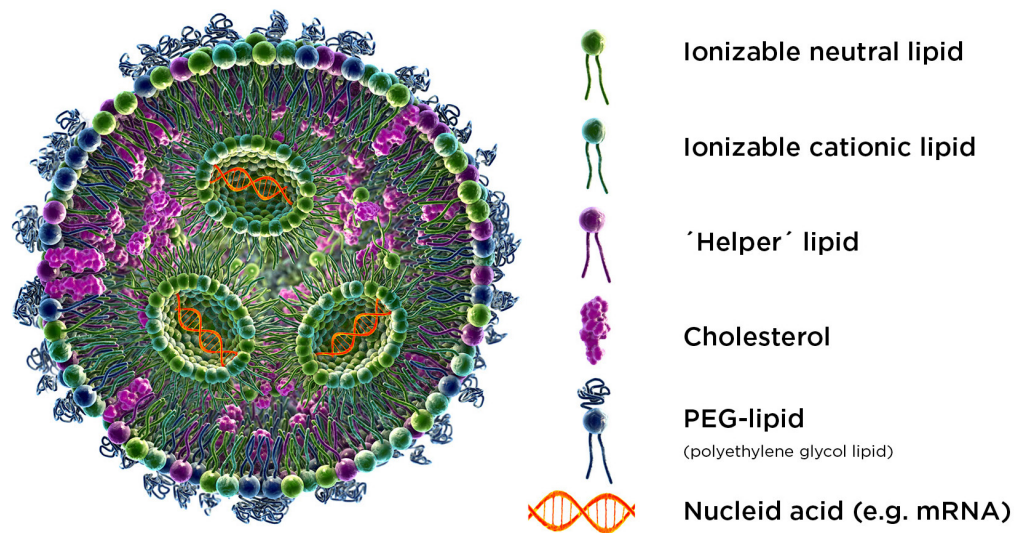 Ionizable neutral lipid
Ionizable cationic lipid
´Helper´ lipid
Cholesterol
PEG-lipid
(polyethylene glycol lipid)
Nucleid acid (e.g. mRNA)